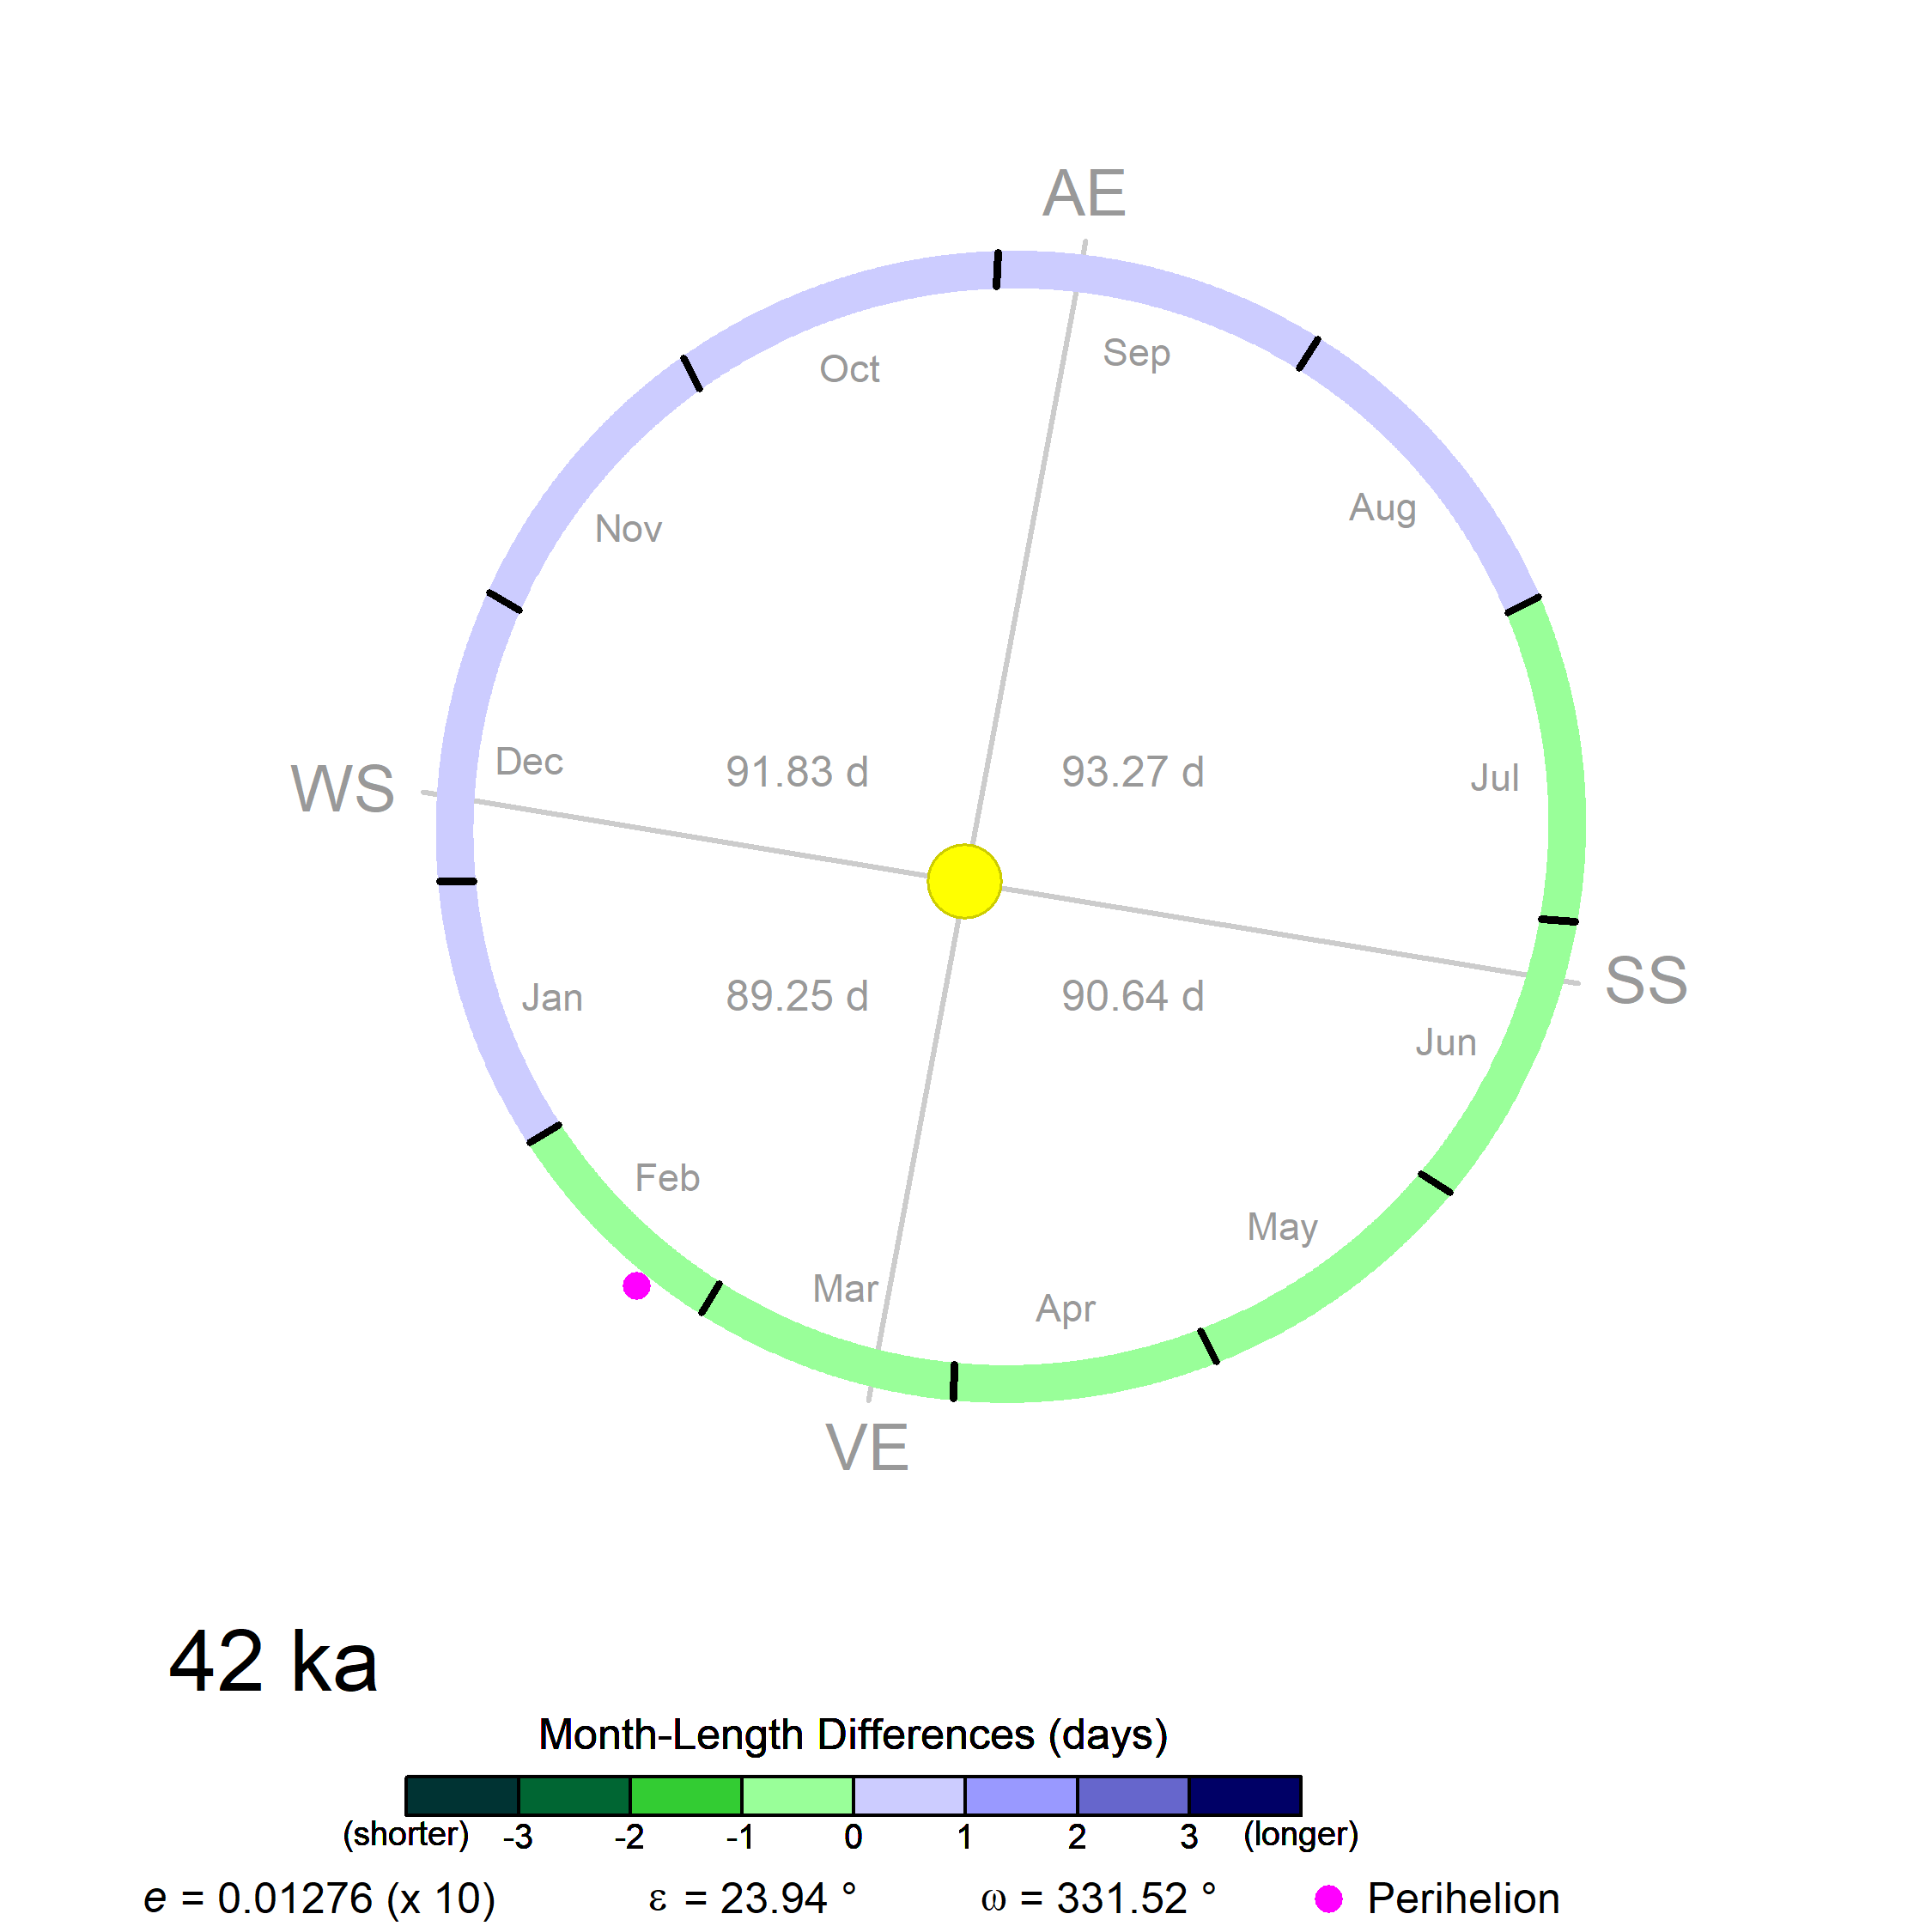 AE
Sep
Oct
Aug
Nov
Dec
91.83 d
93.27 d
Jul
WS
SS
Jan
89.25 d
90.64 d
Jun
Feb
May
Mar
Apr
VE
42 ka
Month-Length Differences (days)
(shorter) -3 -2 -1 0 1 2 3 (longer)
e = 0.01276 (x 10) ε = 23.94 ° ω = 331.52 ° Perihelion